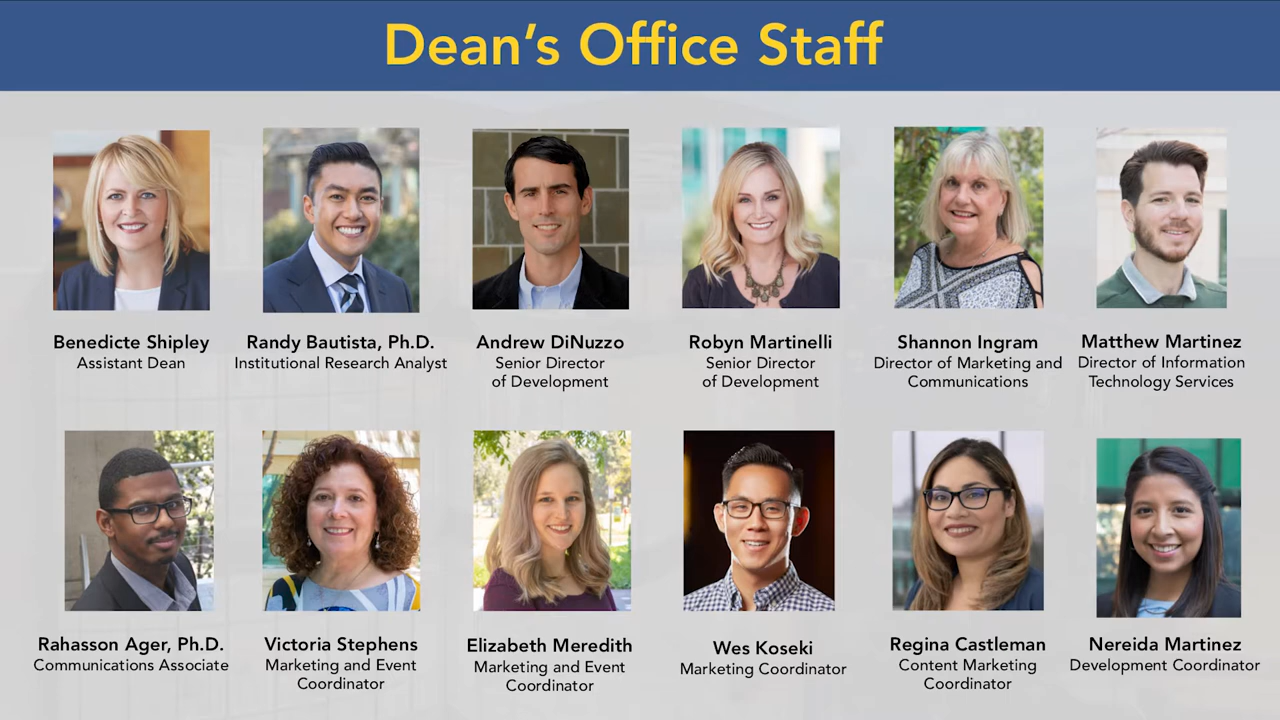 Dean's Office Staff
Benedicte Shipley
Assistant Dean
Randy Bautista, Ph.D.
Institutional Research Analyst
Andrew DiNuzzo
Senior Director
of Development
Robyn Martinelli
Senior Director
of Development
Shannon Ingram
Director of Marketing and
Communications
Matthew Martinez
Director of Information
Technology Services
Rahasson Ager, Ph.D.
Communications Associate
Victoria Stephens
Marketing and Event
Coordinator
Elizabeth Meredith
Marketing and Event
Coordinator
Wes Koseki
Marketing Coordinator
Regina Castleman
Content Marketing
Coordinator
Nereida Martinez
Development Coordinator